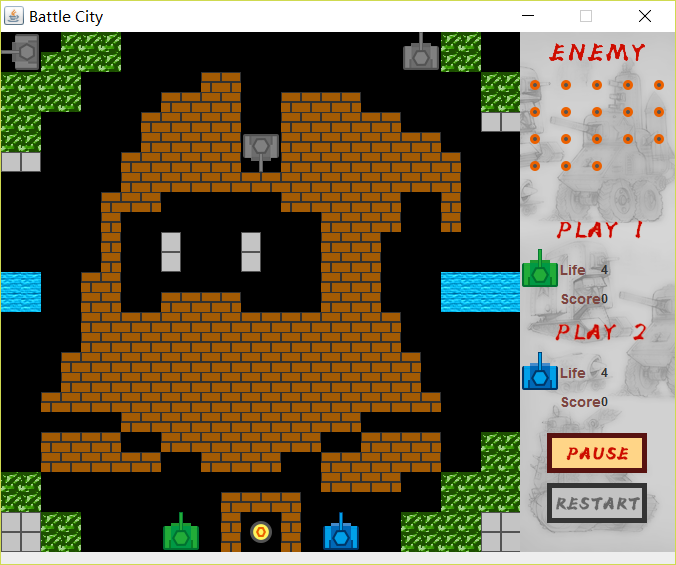 Battle City
ENEMY
PLAY 1
Life 4
Score0
PLAY 2
Life 4
Score0
PAUSE
RESTART